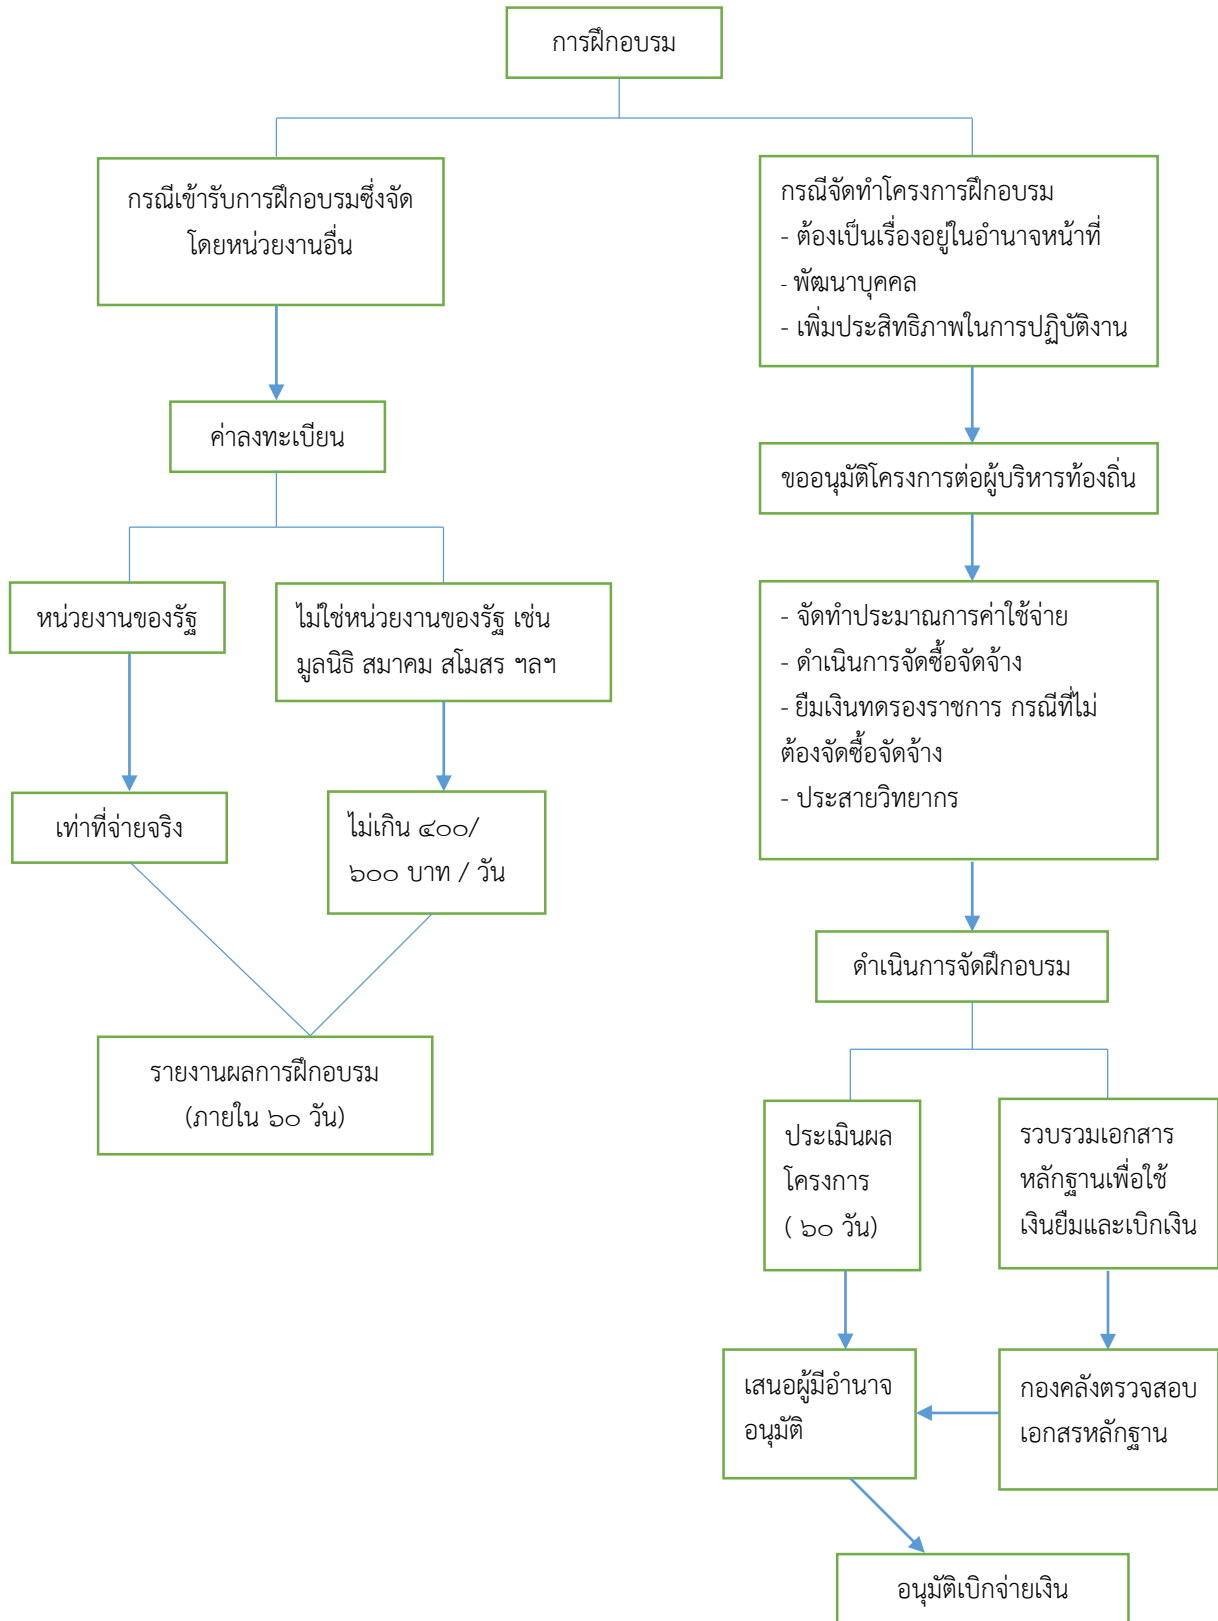 การฝึกอบรม
กรณีเข้ารับการฝึกอบรมซึ่งจัด
โดยหน่วยงานอื่น
ค่าลงทะเบียน
หน่วยงานของรัฐ
ไม่ใช่หน่วยงานของรัฐ เช่น
มูลนิธิ สมาคม สโมสร ฯลฯ
เท่าที่จ่ายจริง
ไม่เกิน ๔๐๐/
๖๐๐ บาท / วัน
รายงานผลการฝึกอบรม
(ภายใน ๖๐ วัน)
กรณีจัดทำโครงการฝึกอบรม
- ต้องเป็นเรื่องอยู่ในอำนาจหน้าที่
- พัฒนาบุคคล
- เพิ่มประสิทธิภาพในการปฏิบัติงาน
ขออนุมัติโครงการต่อผู้บริหารท้องถิ่น
- จัดทำประมาณการค่าใช้จ่าย
- ดำเนินการจัดซื้อจัดจ้าง
- ยืมเงินทดรองราชการ กรณีที่ไม่
ต้องจัดซื้อจัดจ้าง
- ประสายวิทยากร
ดำเนินการจัดฝึกอบรม
ประเมินผล
โครงการ
( ๖๐ วัน)
รวบรวมเอกสาร
หลักฐานเพื่อใช้
เงินยืมและเบิกเงิน
เสนอผู้มีอำนาจ
อนุมัติ
กองคลังตรวจสอบ
เอกสรหลักฐาน
อนุมัติเบิกจ่ายเงิน